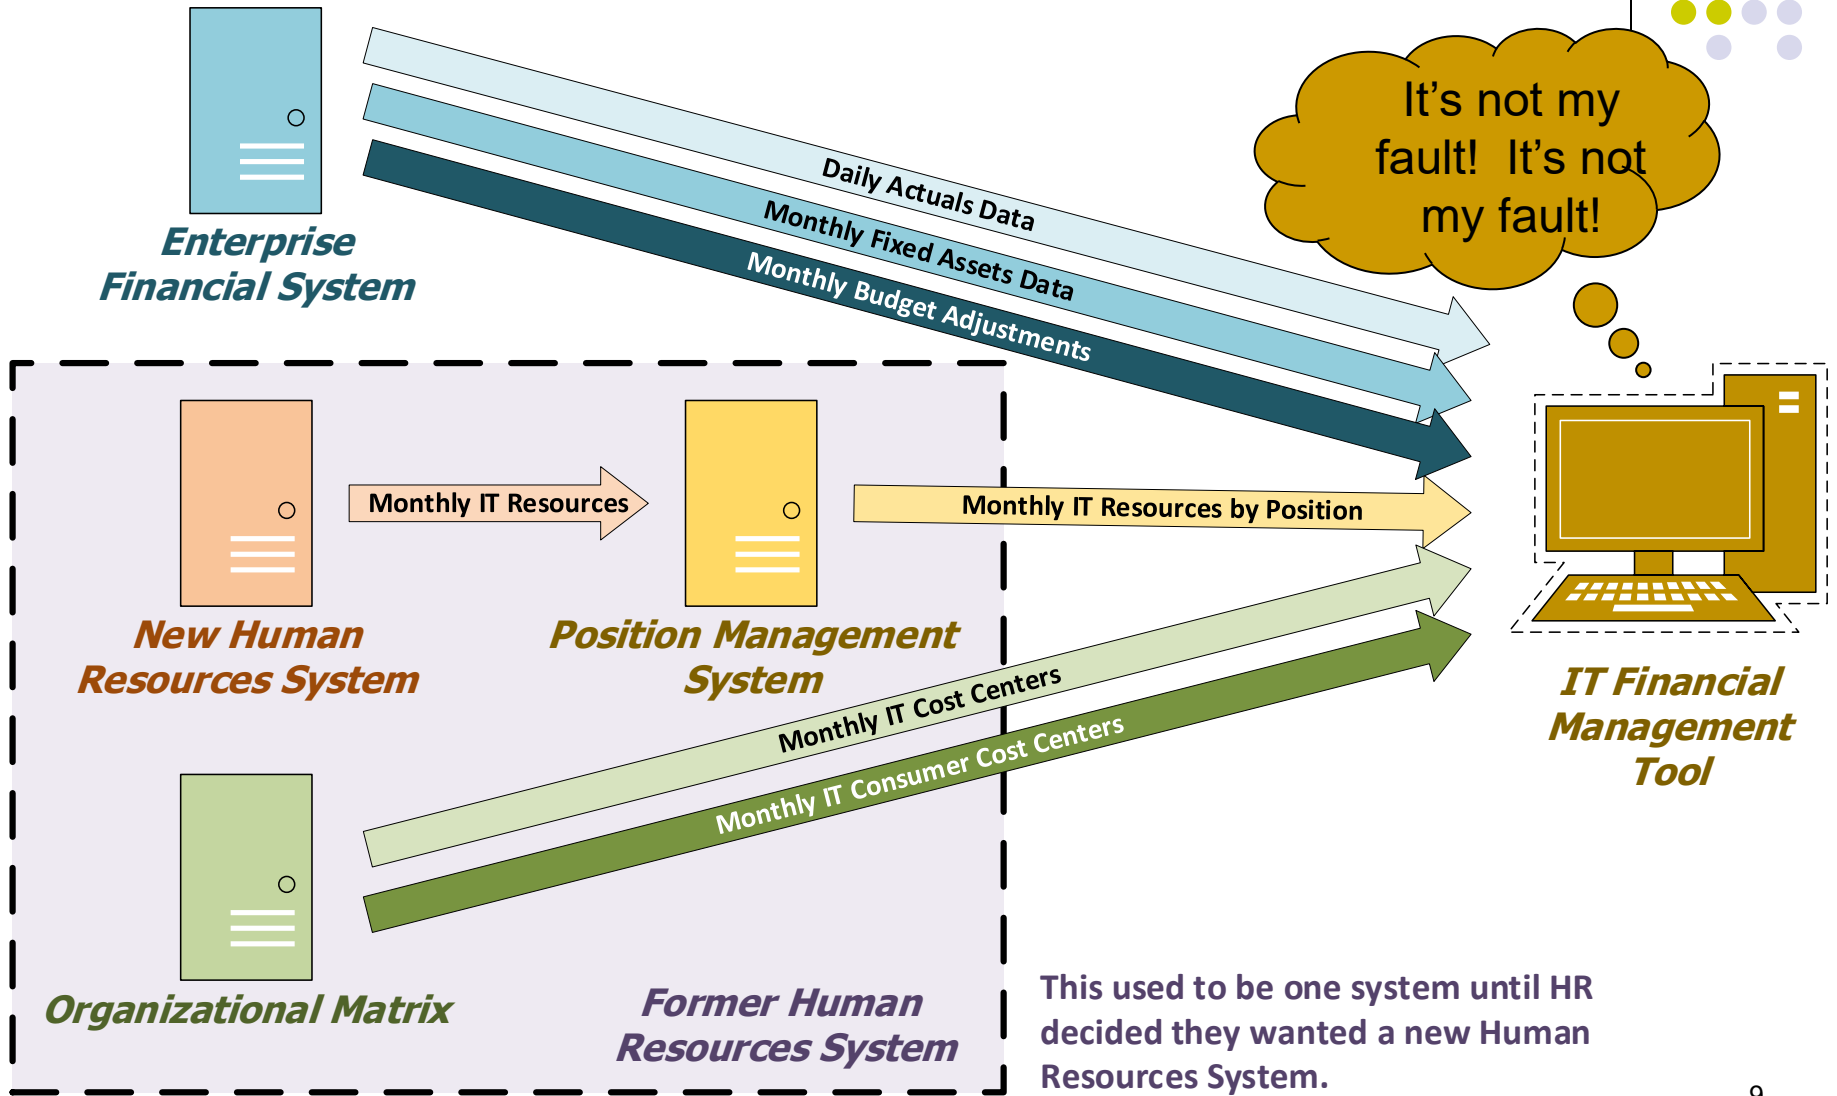 It's not my
fault!  It's not
my fault!
Daily Actuals Data
Monthly Fixed Assets Data
Monthly Budget Adjustments
Enterprise
Financial System
Monthly IT Resources
Monthly IT Resources by Position
New Human
Resources System
Position Management
System
Monthly IT Cost Centers
Monthly IT Consumer Cost Centers
IT Financial
Management
Tool
Organizational Matrix
Former Human
Resources System
This used to be one system until HR
decided they wanted a new Human
Resources System.
9